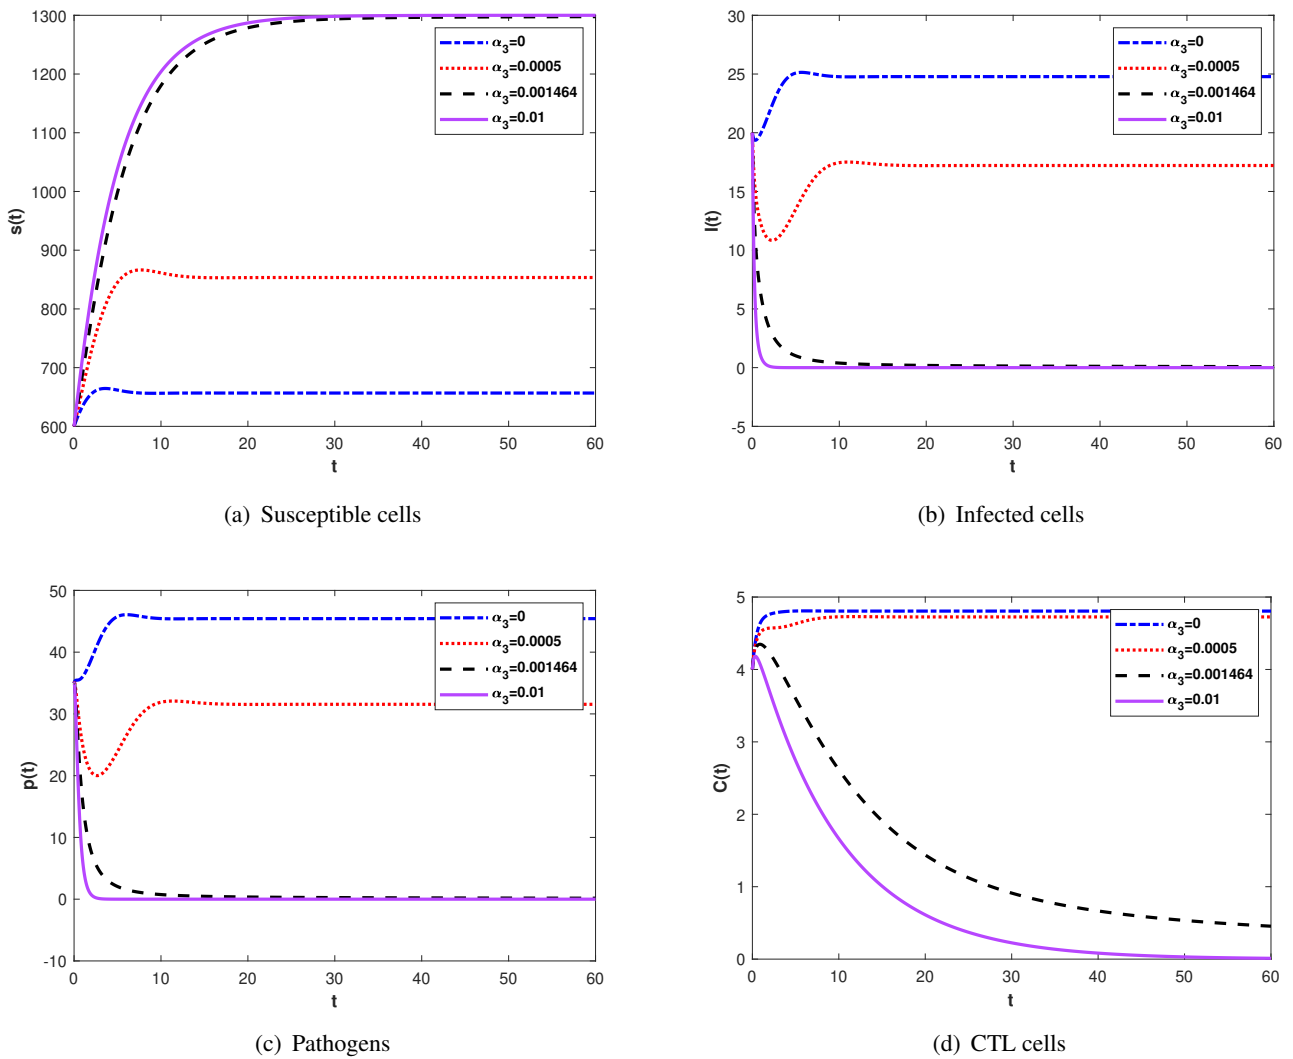 1300
1200
1100
1000
900
800
700
600
s(t)
0 10 20 30 40 50 60
t
α3=0
α3=0.0005
α3=0.001464
α3=0.01
(a) Susceptible cells
30
25
20
15
10
5
0
-5
I(t)
0 10 20 30 40 50 60
t
α3=0
α3=0.0005
α3=0.001464
α3=0.01
(b) Infected cells
50
40
30
20
10
0
-10
p(t)
0 10 20 30 40 50 60
t
α3=0
α3=0.0005
α3=0.001464
α3=0.01
(c) Pathogens
5
4
3
2
1
0
C(t)
0 10 20 30 40 50 60
t
α3=0
α3=0.0005
α3=0.001464
α3=0.01
(d) CTL cells